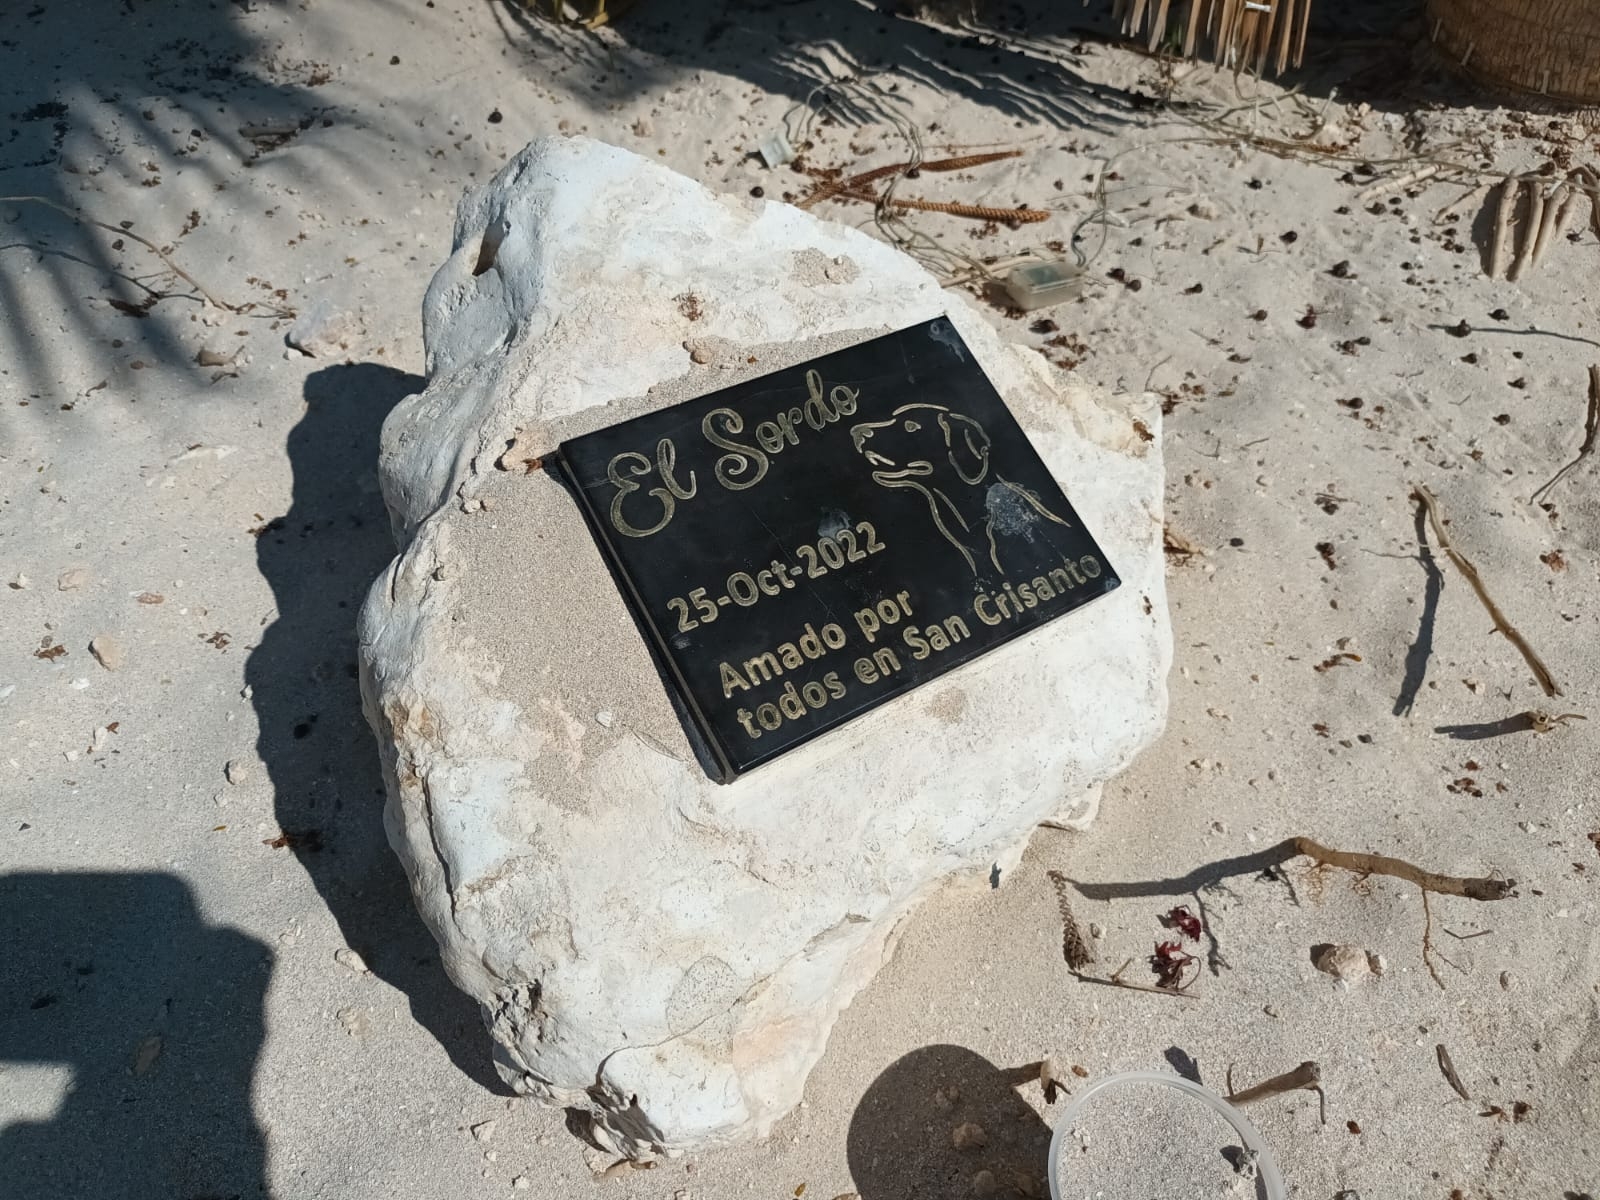 El Sordo
25-Oct-2022
Amado por
todos en San Crisanto